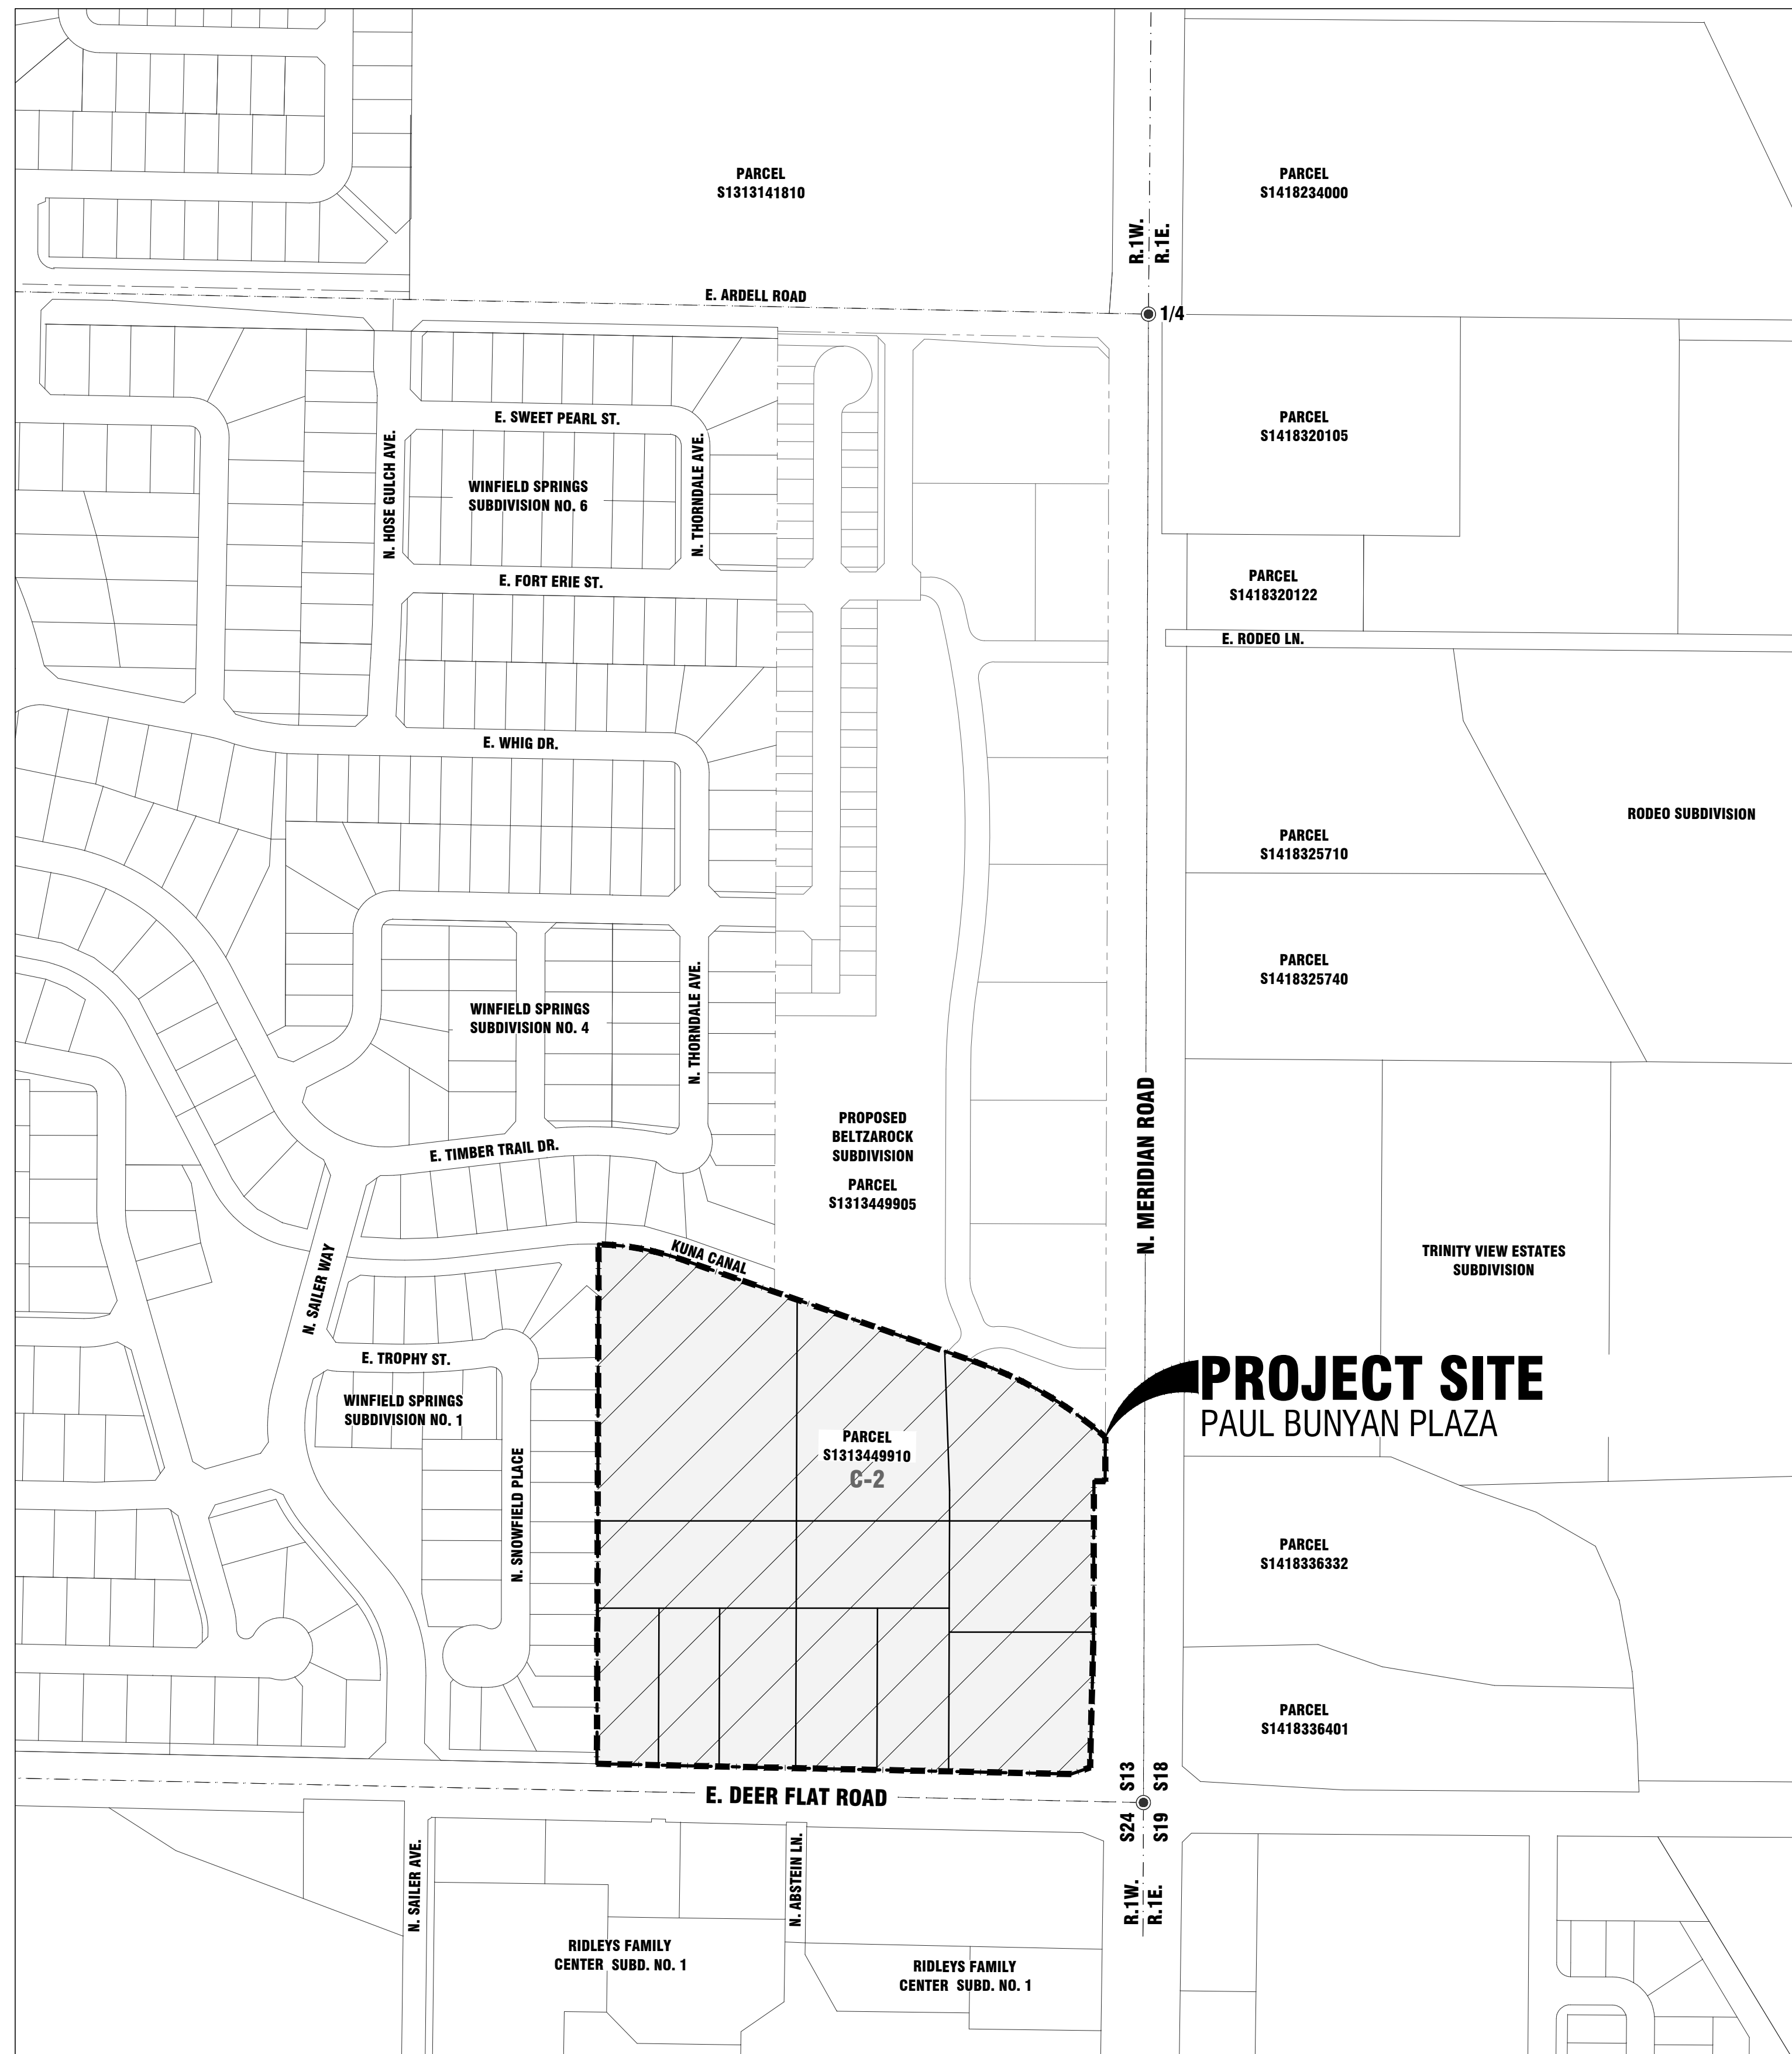 PARCEL
S1313141810
PARCEL
S1418234000
R.1W.
R.1E.
E. ARDELL ROAD
1/4
E. SWEET PEARL ST.
N. HOSE GULCH AVE.
N. THORNDALE AVE.
PARCEL
S1418320105
WINFIELD SPRINGS
SUBDIVISION NO. 6
E. FORT ERIE ST.
PARCEL
S1418320122
E. RODEO LN.
E. WHIG DR.
RODEO SUBDIVISION
PARCEL
S1418325710
PARCEL
S1418325740
WINFIELD SPRINGS
SUBDIVISION NO. 4
N. THORNDALE AVE.
N. MERIDIAN ROAD
PROPOSED
BELTZAROCK
SUBDIVISION
PARCEL
S1313449905
E. TIMBER TRAIL DR.
KUNA CANAL
TRINITY VIEW ESTATES
SUBDIVISION
N. SAILER WAY
E. TROPHY ST.
PROJECT SITE
PAUL BUNYAN PLAZA
WINFIELD SPRINGS
SUBDIVISION NO. 1
PARCEL
S1313449910
C-2
N. SNOWFIELD PLACE
PARCEL
S1418336332
PARCEL
S1418336401
E. DEER FLAT ROAD
S13
S18
S24
S19
N. SAILER AVE.
N. ABSTEIN LN.
R.1W.
R.1E.
RIDLEYS FAMILY
CENTER SUBD. NO. 1
RIDLEYS FAMILY
CENTER SUBD. NO. 1